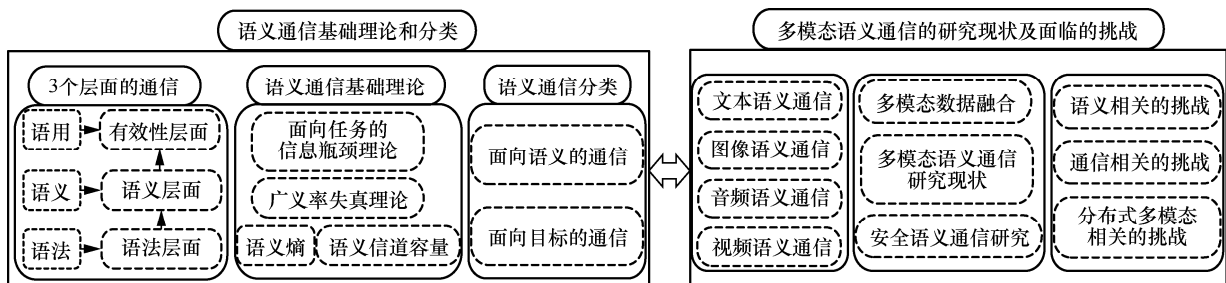 语义通信基础理论和分类
3个层面的通信
语用
有效性层面
语义
语义层面
语法
语法层面
语义通信基础理论
面向任务的
信息瓶颈理论
广义率失真理论
语义熵
语义信道容量
语义通信分类
面向语义的通信
面向目标的通信
多模态语义通信的研究现状及面临的挑战
文本语义通信
图像语义通信
音频语义通信
视频语义通信
多模态数据融合
多模态语义通信
研究现状
安全语义通信研究
语义相关的挑战
通信相关的挑战
分布式多模态
相关的挑战